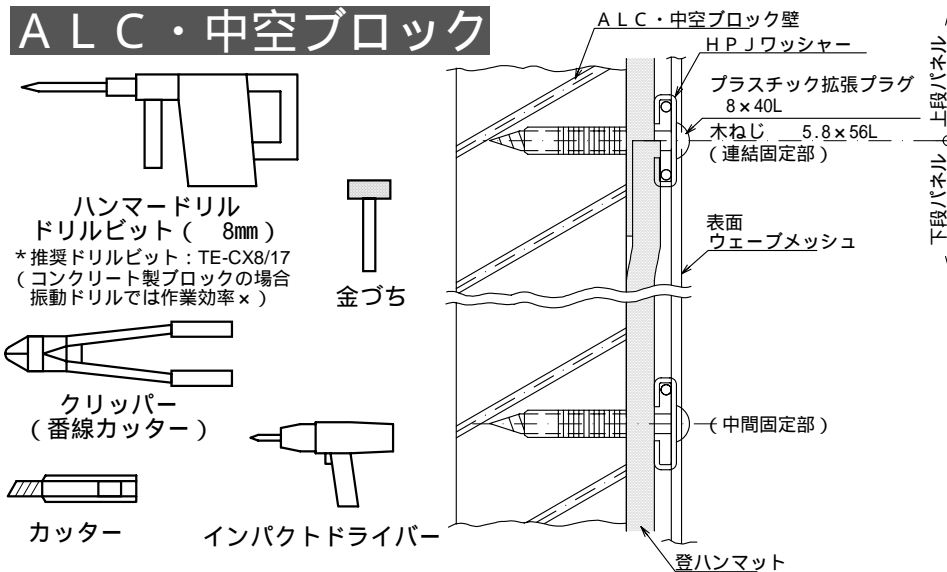 ＡＬＣ・中空ブロック
ハンマードリル
ドリルビット（　8mm）
*推奨ドリルビット：TE-CX8/17
（コンクリート製ブロックの場合
振動ドリルでは作業効率×）
金づち
クリッパー
（番線カッター）
カッター
インパクトドライバー
ＡＬＣ・中空ブロック壁
ＨＰＪワッシャー
プラスチック拡張プラグ
8×40L
木ねじ　5.8×56L
（連結固定部）
上段パネル
下段パネル
表面
ウェーブメッシュ
（中間固定部）
登ハンマット